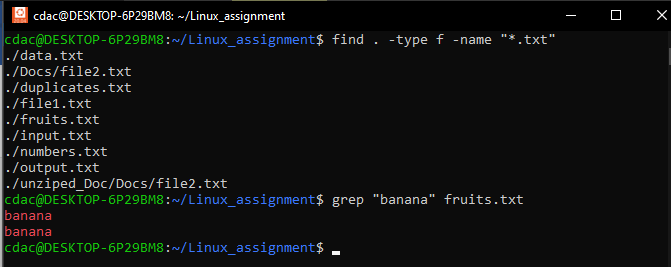 cdac@DESKTOP-6P29BM8: ~/Linux_assignment
cdac@DESKTOP-6P29BM8:~/Linux_assignment$ find . -type f -name "*.txt"
./data.txt
./Docs/file2.txt
./duplicates.txt
./file1.txt
./fruits.txt
./input.txt
./numbers.txt
./output.txt
./unziped_Doc/Docs/file2.txt
cdac@DESKTOP-6P29BM8:~/Linux_assignment$ grep "banana" fruits.txt
banana
banana
cdac@DESKTOP-6P29BM8:~/Linux_assignment$